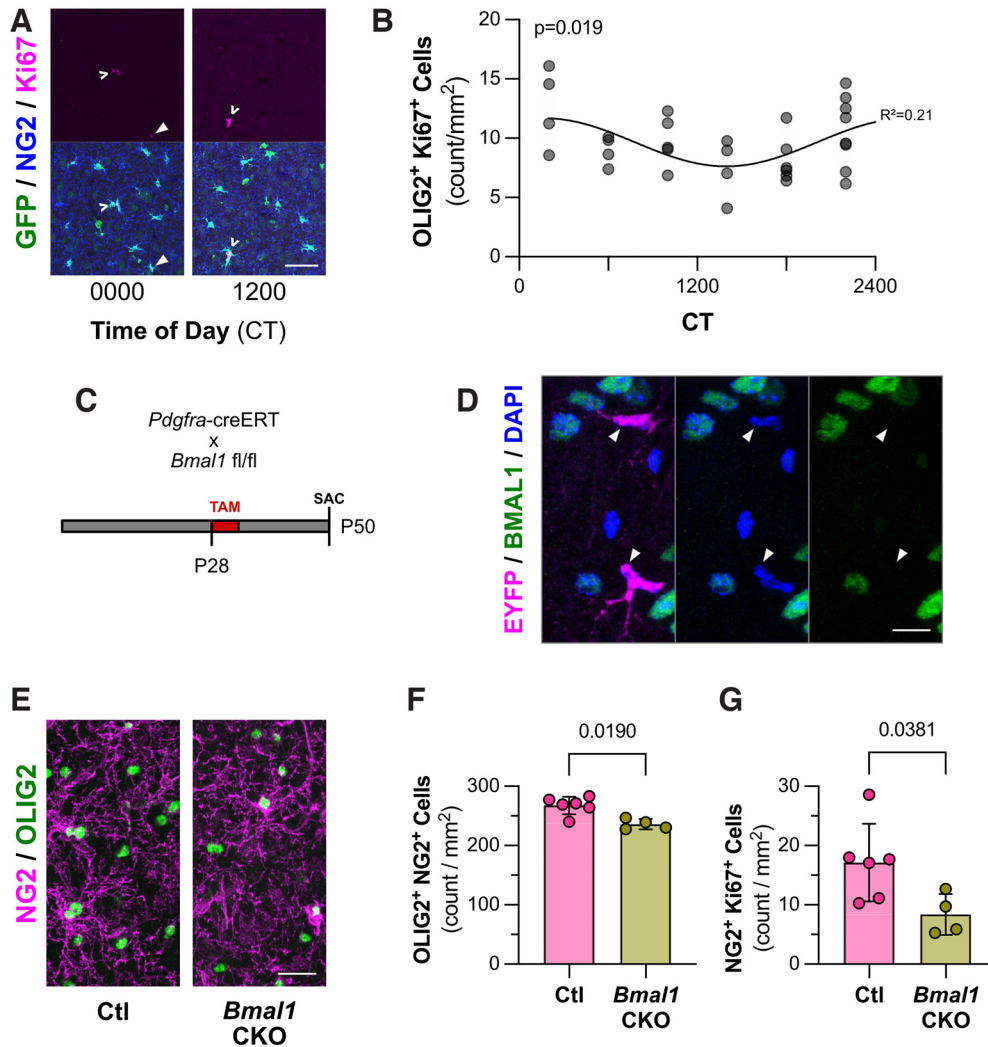 A
GFP / NG2 / Ki67
0000
1200
Time of Day (CT)
B
OLIG2+ Ki67+ Cells
(count/mm2)
20
15
10
5
0
p=0.019
R²=0.21
0
1200
2400
CT
C
Pdgfra-creERT
x
Bmal1 fl/fl
TAM
SAC
P50
P28
D
EYFP / BMAL1 / DAPI
E
NG2 / OLIG2
Ctl
Bmal1
CKO
F
0.0190
OLIG2+ NG2+ Cells
(count / mm2)
300
200
100
0
Ctl
Bmal1
CKO
G
0.0381
NG2+ Ki67+ Cells
(count / mm2)
30
20
10
0
Ctl
Bmal1
CKO